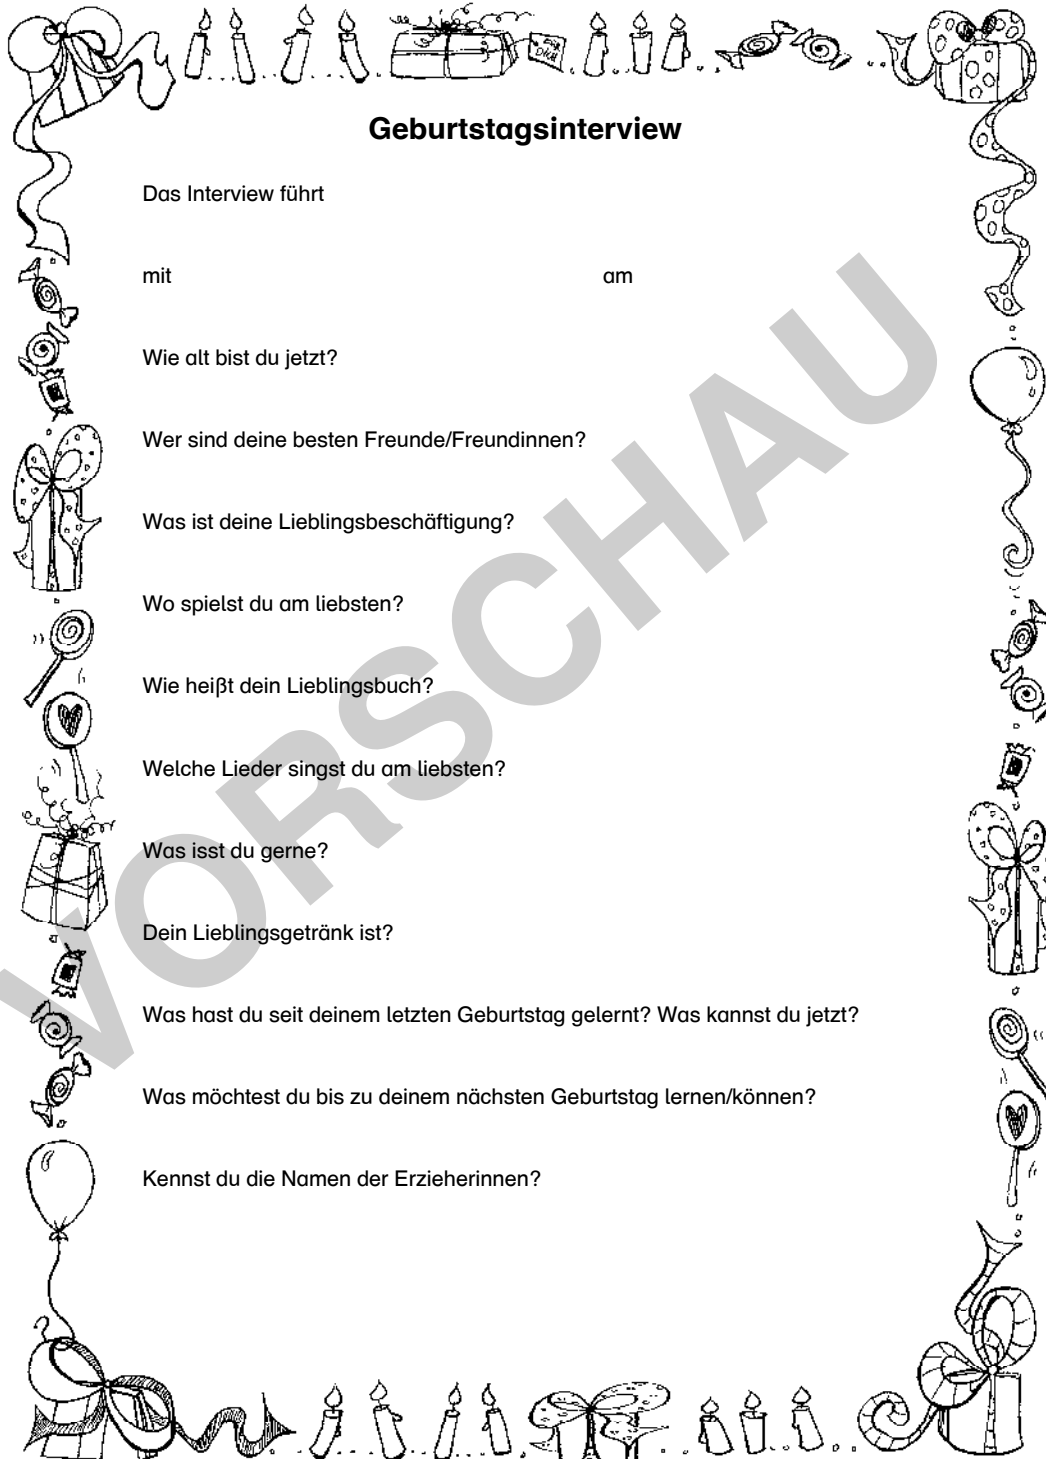 FÜR
DICH
Geburtstagsinterview
Das Interview führt
mit am
Wie alt bist du jetzt?
Wer sind deine besten Freunde/Freundinnen?
Was ist deine Lieblingsbeschäftigung?
Wo spielst du am liebsten?
Wie heißt dein Lieblingsbuch?
Welche Lieder singst du am liebsten?
Was isst du gerne?
Dein Lieblingsgetränk ist?
Was hast du seit deinem letzten Geburtstag gelernt? Was kannst du jetzt?
Was möchtest du bis zu deinem nächsten Geburtstag lernen/können?
Kennst du die Namen der Erzieherinnen?
VORSCHAU